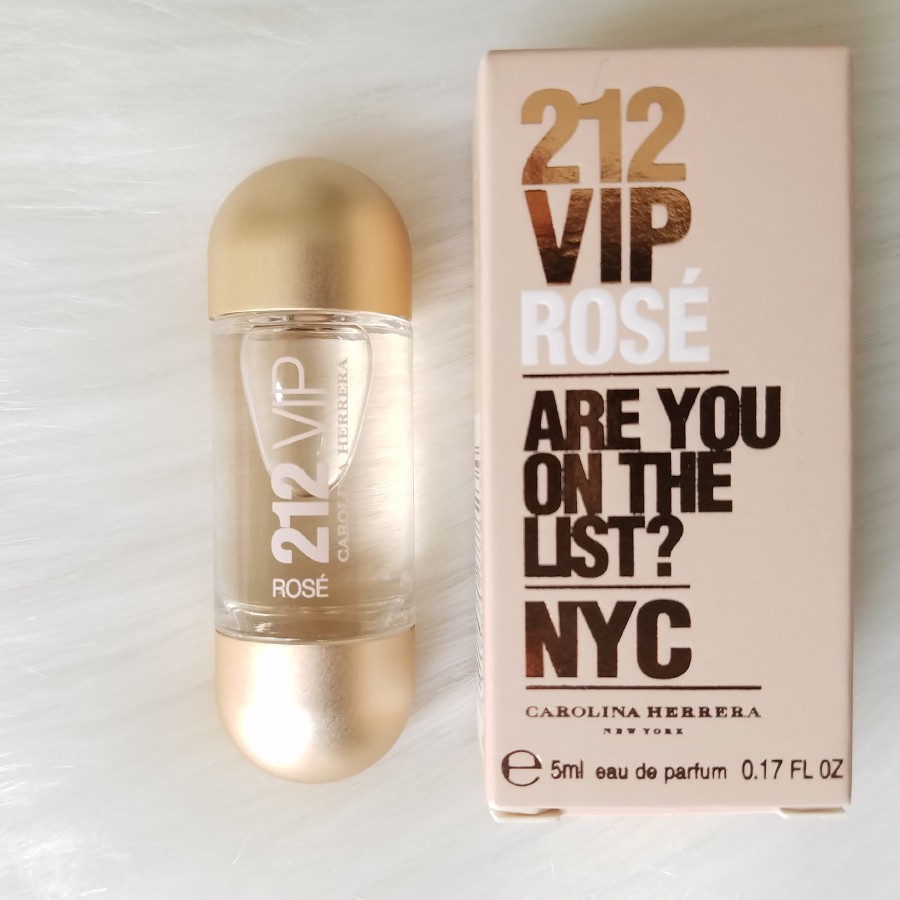 212 VIP
CAROLINA HERRERA
ROSÉ
212
VIP
ROSÉ
ARE YOU
ON THE
LIST?
NYC
CAROLINA HERRERA
NEW YORK
℮ 5ml eau de parfum 0.17 FL OZ